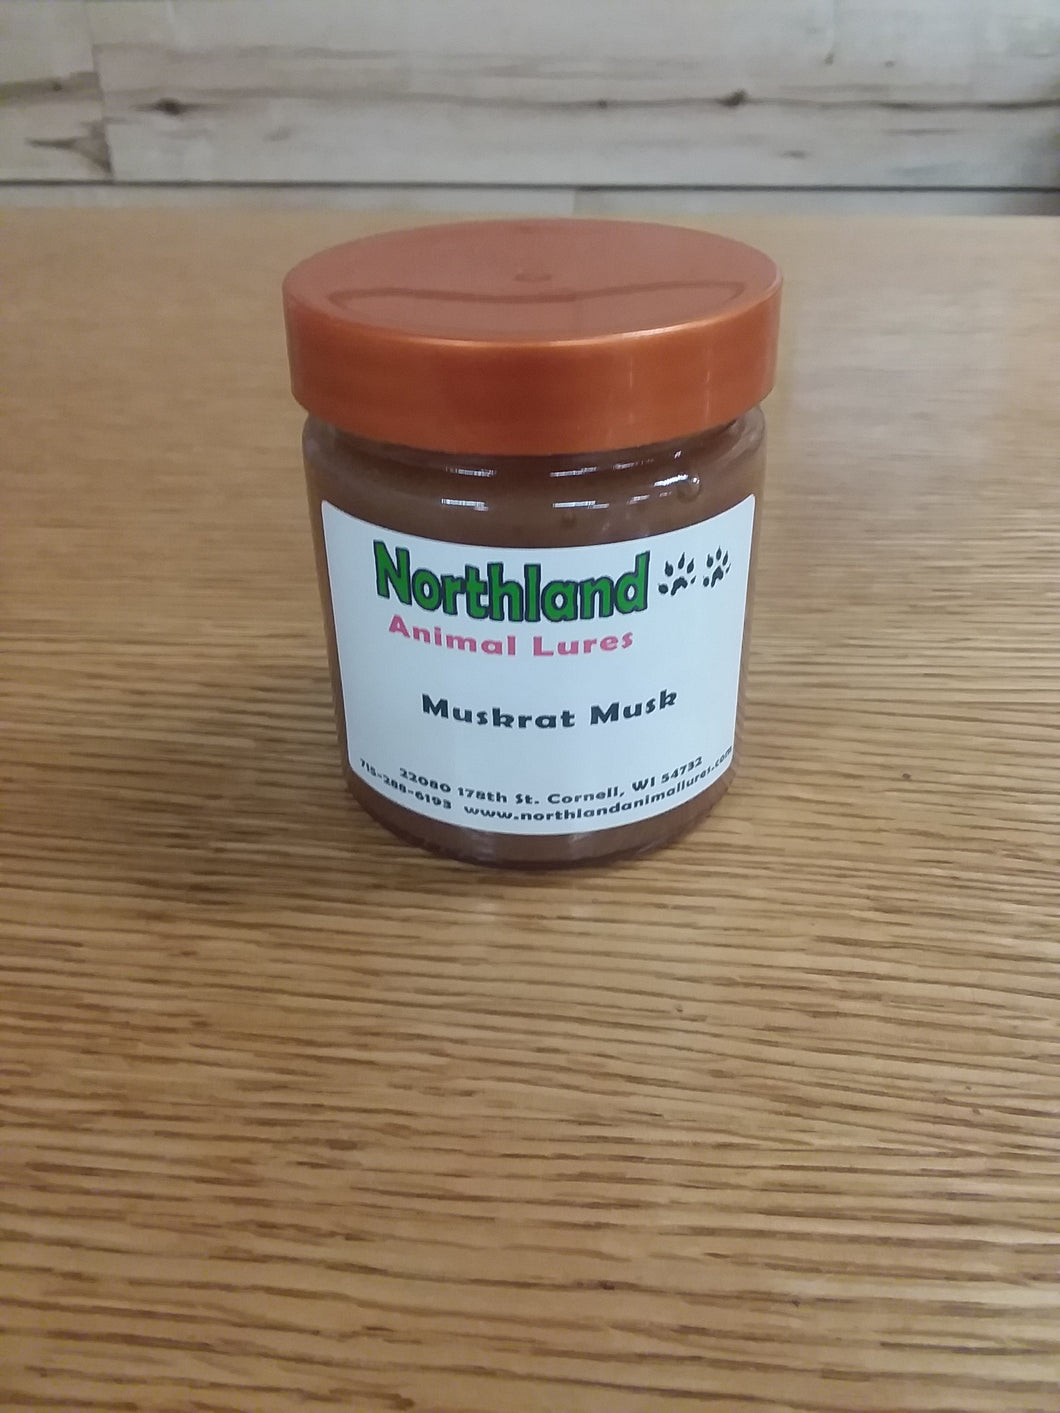 Northland
Animal Lures
Muskrat Musk
22080 178th St. Cornell, WI 54732
715-288-6193 www.northlandanimallures.com